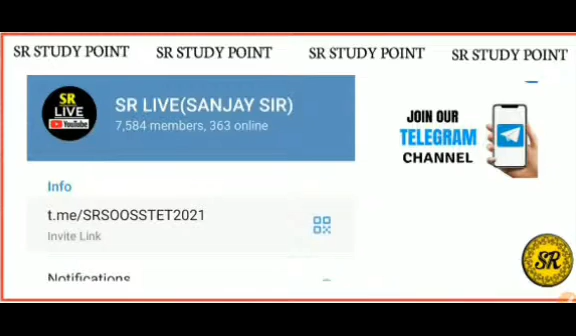 SR STUDY POINT SR STUDY POINT SR STUDY POINT SR STUDY POINT
SR
LIVE
YouTube
SR LIVE(SANJAY SIR)
7,584 members, 363 online
JOIN OUR
TELEGRAM
CHANNEL
Info
t.me/SRSOOSSTET2021
Invite Link
Notifications
SR